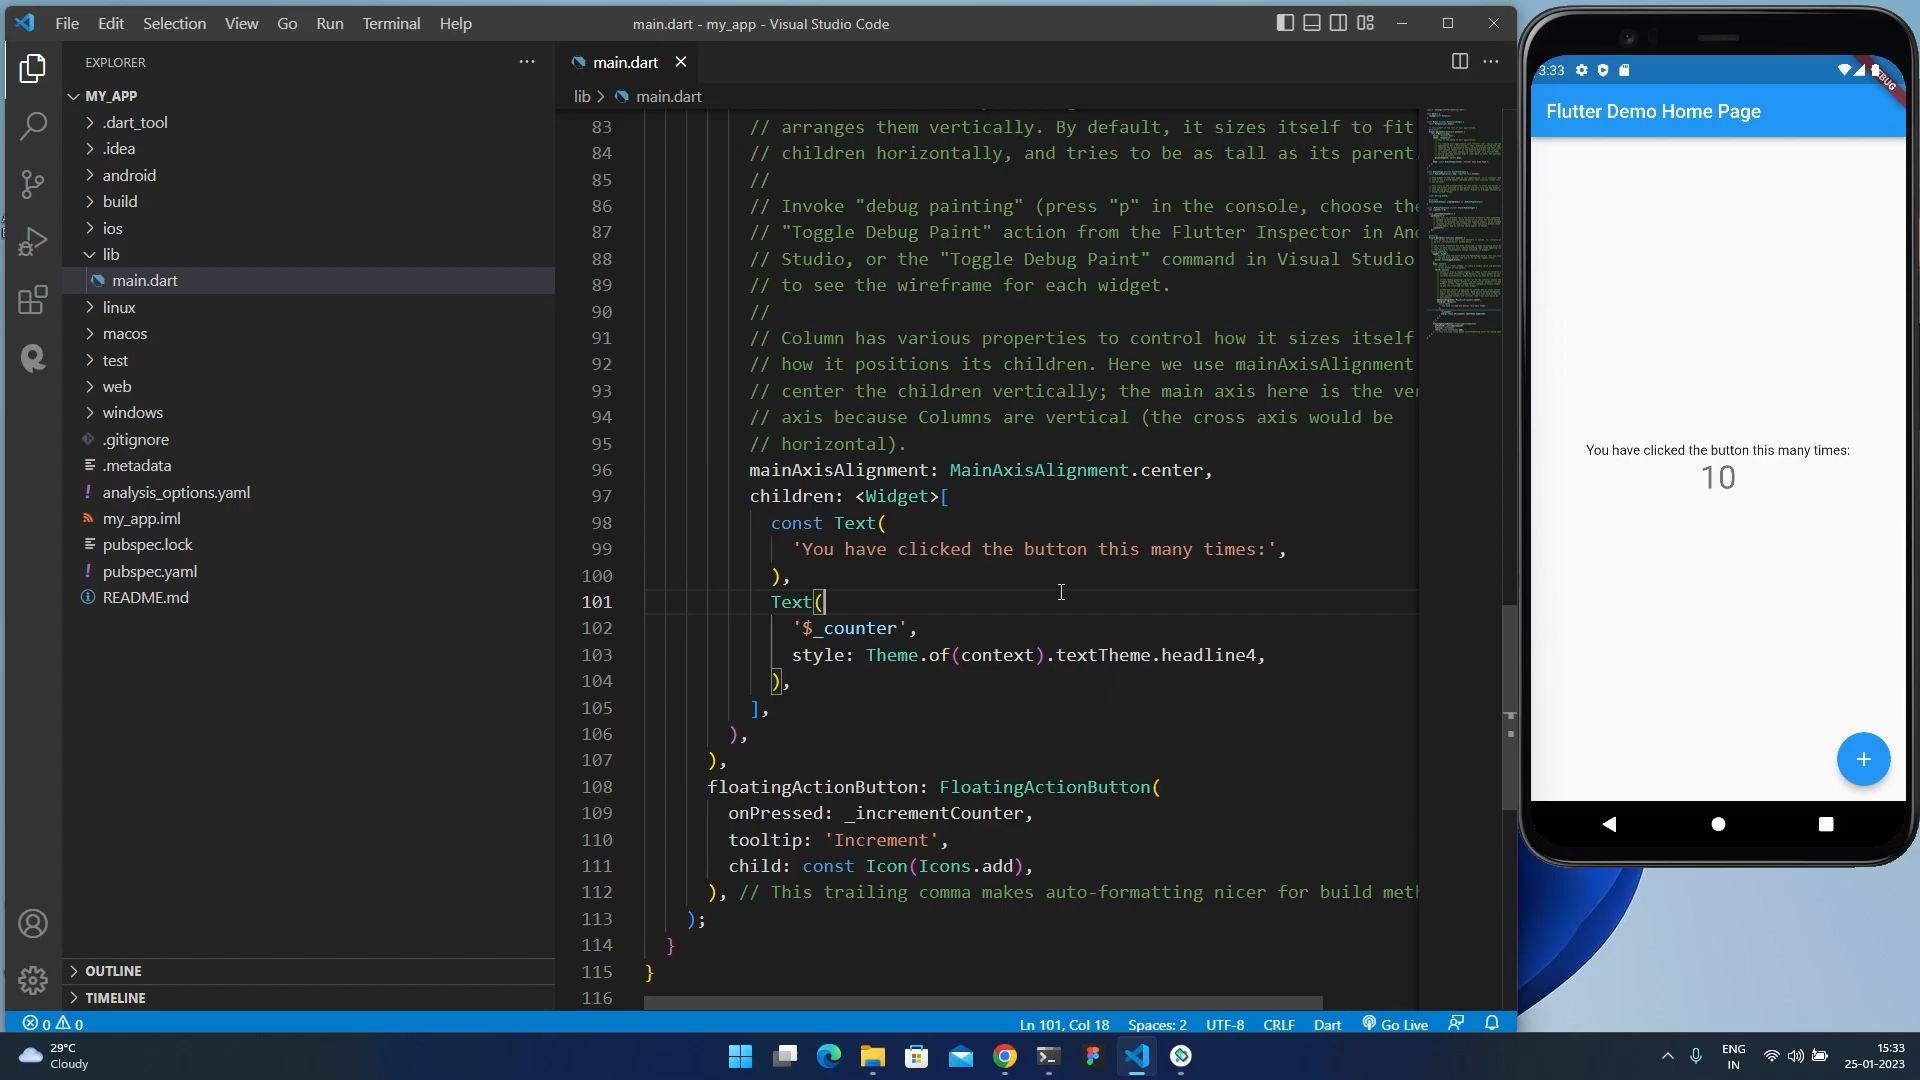 File Edit Selection View Go Run Terminal Help
main.dart - my_app - Visual Studio Code
EXPLORER
MY_APP
.dart_tool
.idea
android
build
ios
lib
main.dart
linux
macos
test
web
windows
.gitignore
.metadata
analysis_options.yaml
my_app.iml
pubspec.lock
pubspec.yaml
README.md
OUTLINE
TIMELINE
main.dart
lib > main.dart
83 // arranges them vertically. By default, it sizes itself to fit
84 // children horizontally, and tries to be as tall as its parent.
85 //
86 // Invoke "debug painting" (press "p" in the console, choose the
87 // "Toggle Debug Paint" action from the Flutter Inspector in And
88 // Studio, or the "Toggle Debug Paint" command in Visual Studio
89 // to see the wireframe for each widget.
90 //
91 // Column has various properties to control how it sizes itself
92 // how it positions its children. Here we use mainAxisAlignment
93 // center the children vertically; the main axis here is the ver
94 // axis because Columns are vertical (the cross axis would be
95 // horizontal).
96 mainAxisAlignment: MainAxisAlignment.center,
97 children: <Widget>[
98 const Text(
99 'You have clicked the button this many times:',
100 ),
101 Text(
102 '$_counter',
103 style: Theme.of(context).textTheme.headline4,
104 ),
105 ],
106 ),
107 ),
108 floatingActionButton: FloatingActionButton(
109 onPressed: _incrementCounter,
110 tooltip: 'Increment',
111 child: const Icon(Icons.add),
112 ), // This trailing comma makes auto-formatting nicer for build meth
113 );
114 }
115 }
116
0 0
Ln 101, Col 18 Spaces: 2 UTF-8 CRLF Dart Go Live
3:33
Flutter Demo Home Page
You have clicked the button this many times:
10
29°C
Cloudy
ENG
IN
15:33
25-01-2023